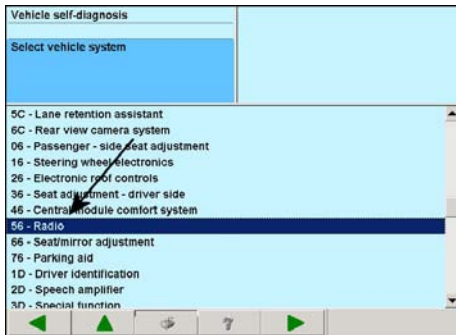 Vehicle self-diagnosis
Select vehicle system
5C - Lane retention assistant
6C - Rear view camera system
06 - Passenger - side seat adjustment
16 - Steering wheel electronics
26 - Electronic roof controls
36 - Seat adjustment - driver side
46 - Central module comfort system
56 - Radio
66 - Seat/mirror adjustment
76 - Parking aid
1D - Driver identification
2D - Speech amplifier
3D - Special function
?